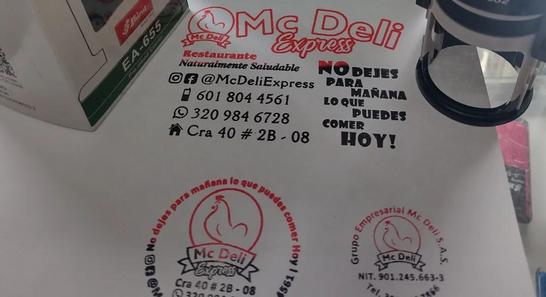 EA-655
Mc Deli
Mc Deli
Express
Restaurante
Naturalmente Saludable
@McDeliExpress
601 804 4561
320 984 6728
Cra 40 # 2B - 08
NO DEJES
PARA
MAÑANA
LO QUE
PUEDES
COMER
HOY!
No dejes para mañana lo que puedes comer Hoy!
Mc Deli
Express
Cra 40 # 2B - 08
Grupo Empresarial Mc Deli S.A.S.
Mc Deli
NIT. 901.245.663-3
Tel.